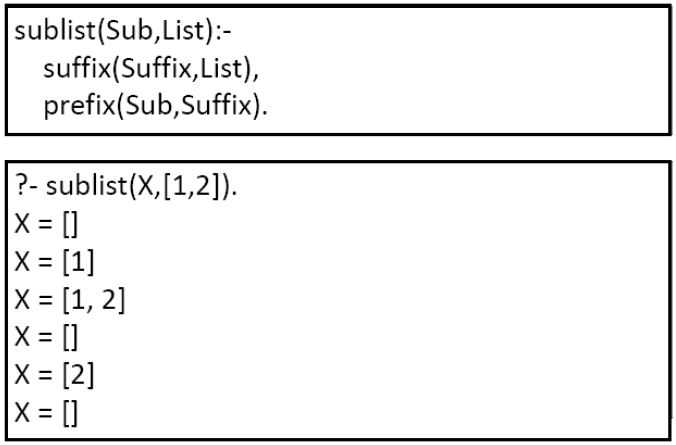 sublist(Sub,List):-
suffix(Suffix,List),
prefix(Sub,Suffix).
?- sublist(X,[1,2]).
X = []
X = [1]
X = [1, 2]
X = []
X = [2]
X = []